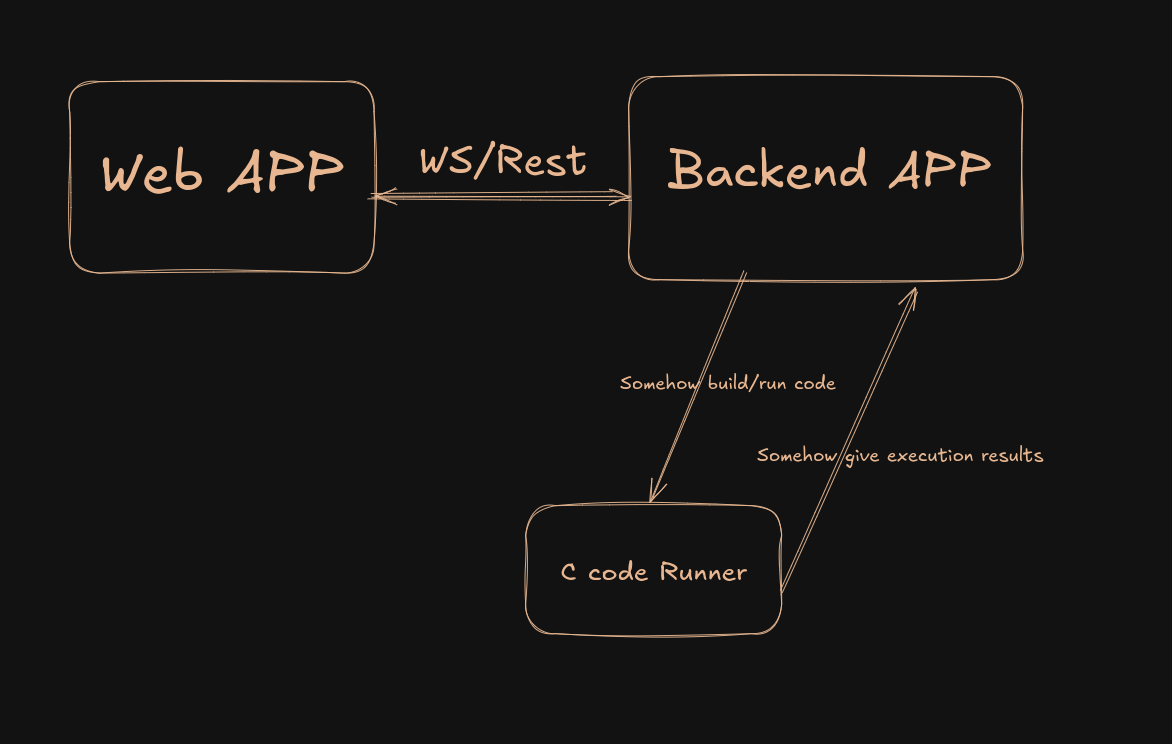 Web APP
WS/Rest
Backend APP
Somehow build/run code
Somehow give execution results
C code Runner